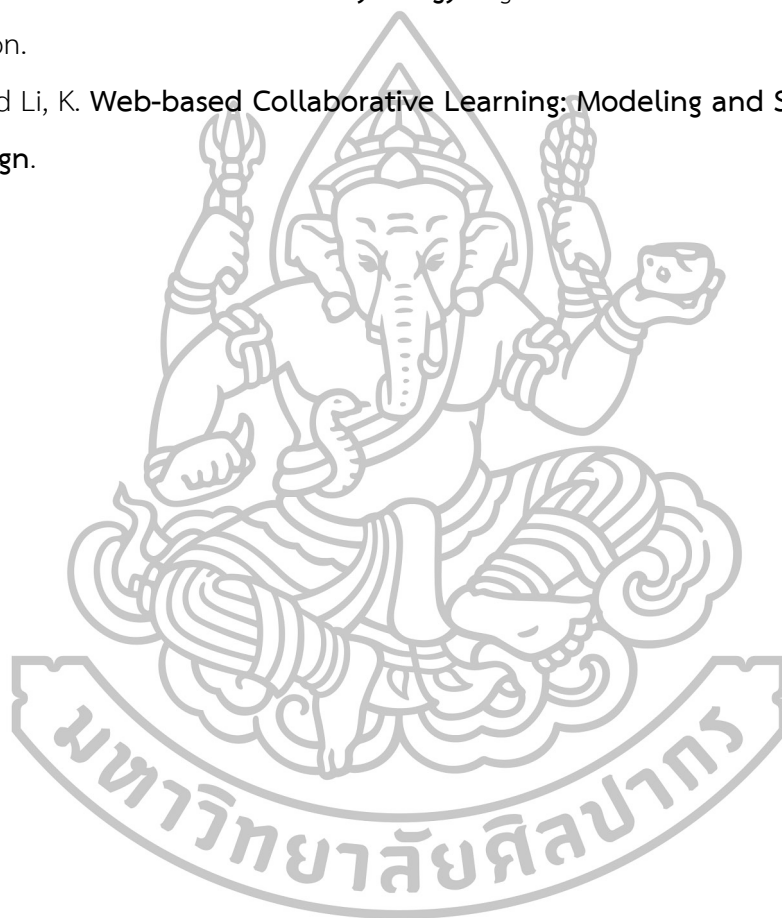 on.
d Li, K. Web-based Collaborative Learning: Modeling and S
gn.
มหาวิทยาลัยศิลปากร